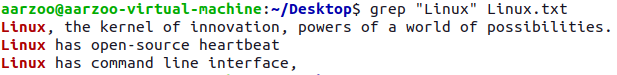 aarzoo@aarzoo-virtual-machine:~/Desktop$ grep "Linux" Linux.txt
Linux, the kernel of innovation, powers of a world of possibilities.
Linux has open-source heartbeat
Linux has command line interface,